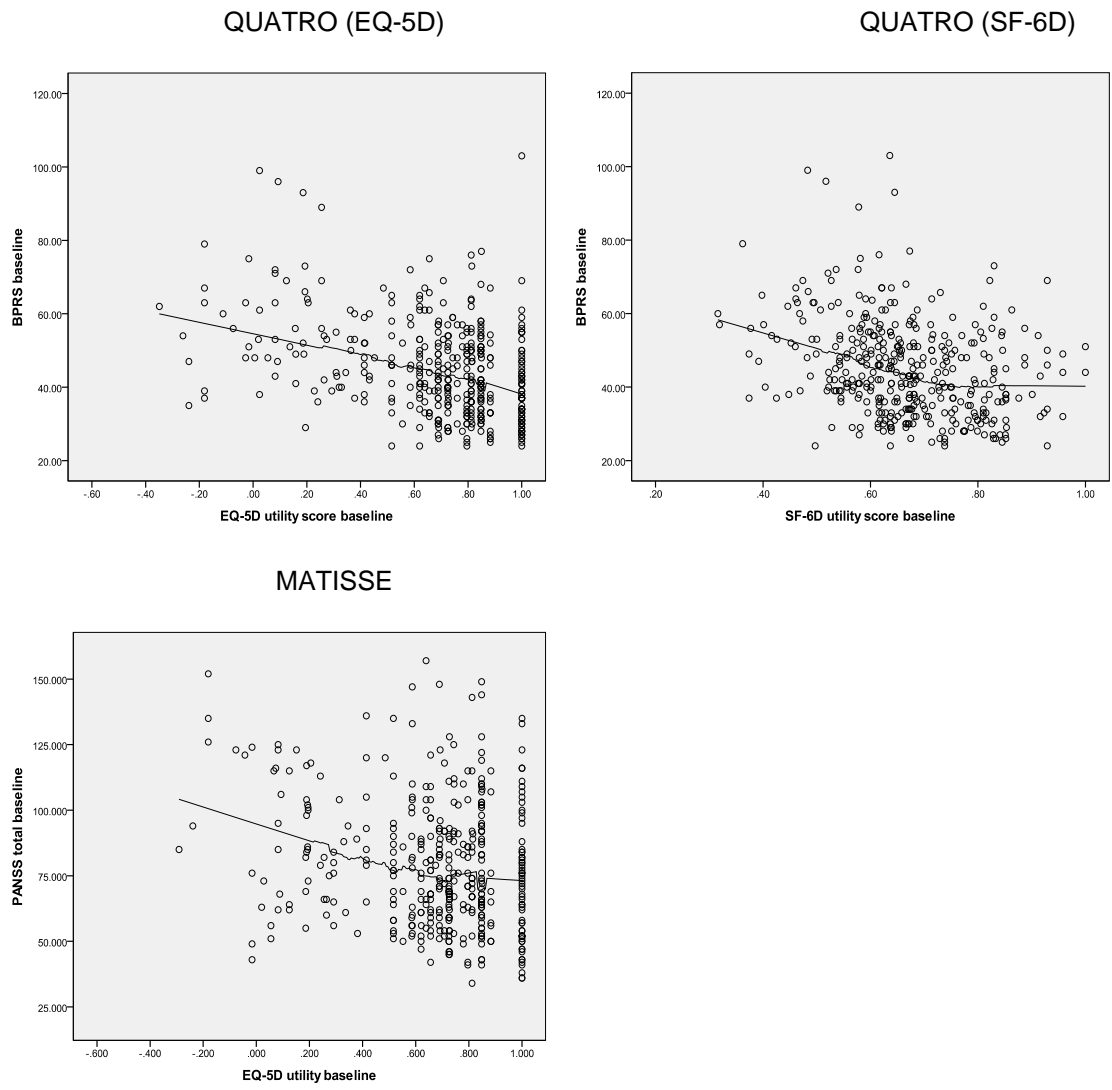 QUATRO (EQ-5D)
120.00
100.00
80.00
60.00
40.00
20.00
BPRS baseline
-.60 -.40 -.20 .00 .20 .40 .60 .80 1.00
EQ-5D utility score baseline
QUATRO (SF-6D)
120.00
100.00
80.00
60.00
40.00
20.00
BPRS baseline
.20 .40 .60 .80 1.00
SF-6D utility score baseline
MATISSE
150.000
125.000
100.000
75.000
50.000
25.000
PANSS total baseline
-.600 -.400 -.200 .000 .200 .400 .600 .800 1.000
EQ-5D utility baseline